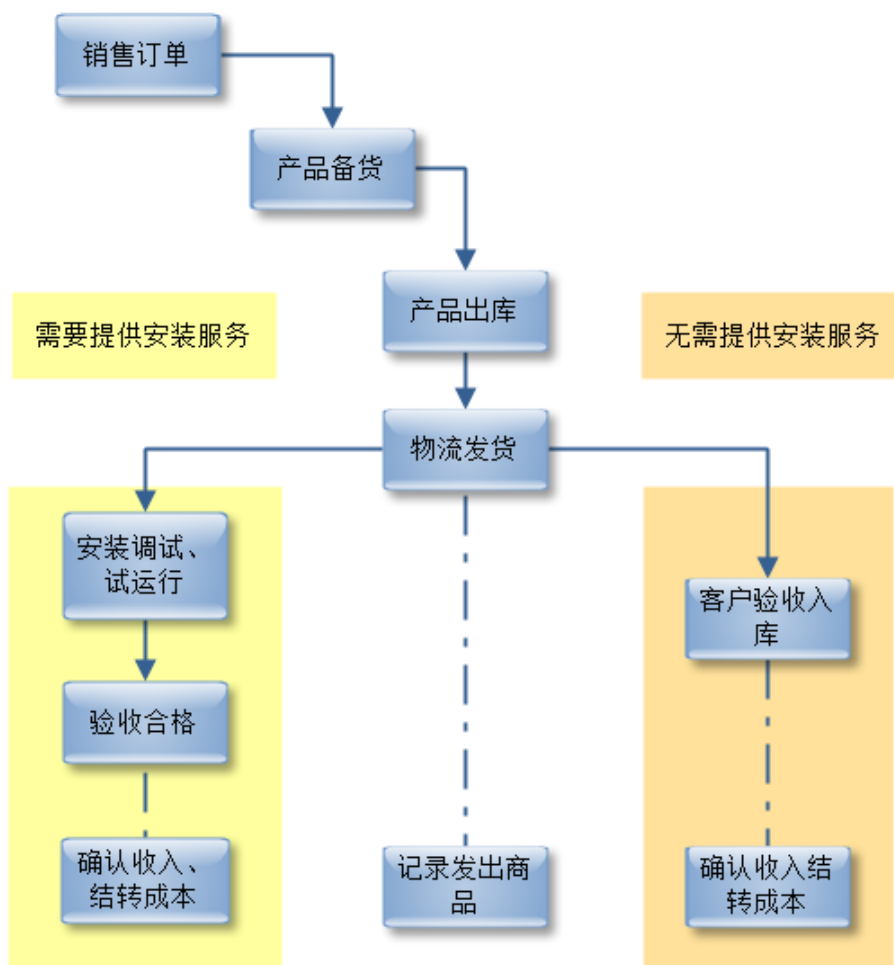 销售订单
产品备货
产品出库
需要提供安装服务
无需提供安装服务
物流发货
安装调试、
试运行
客户验收入
库
验收合格
确认收入、
结转成本
记录发出商
品
确认收入结
转成本